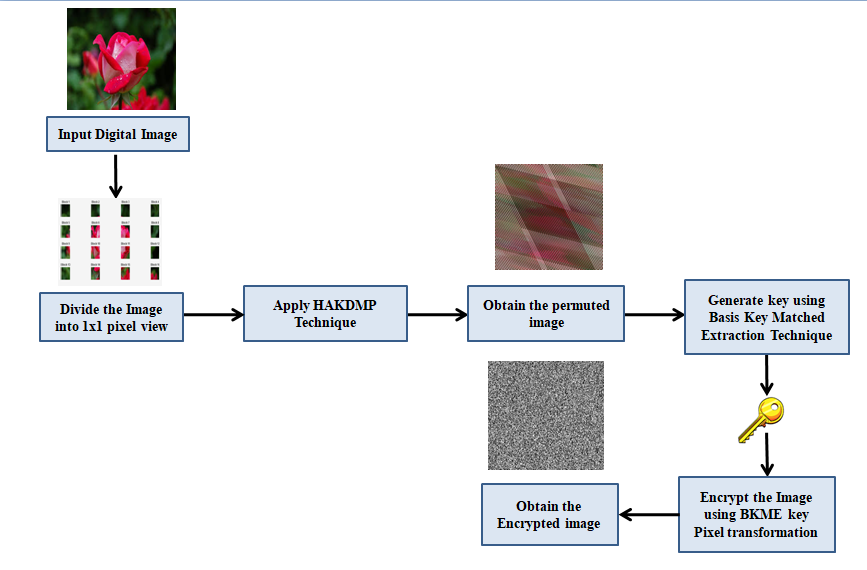 Input Digital Image
Divide the Image
into 1x1 pixel view
Apply HAKDMP
Technique
Obtain the permuted
image
Generate key using
Basis Key Matched
Extraction Technique
Encrypt the Image
using BKME key
Pixel transformation
Obtain the
Encrypted image